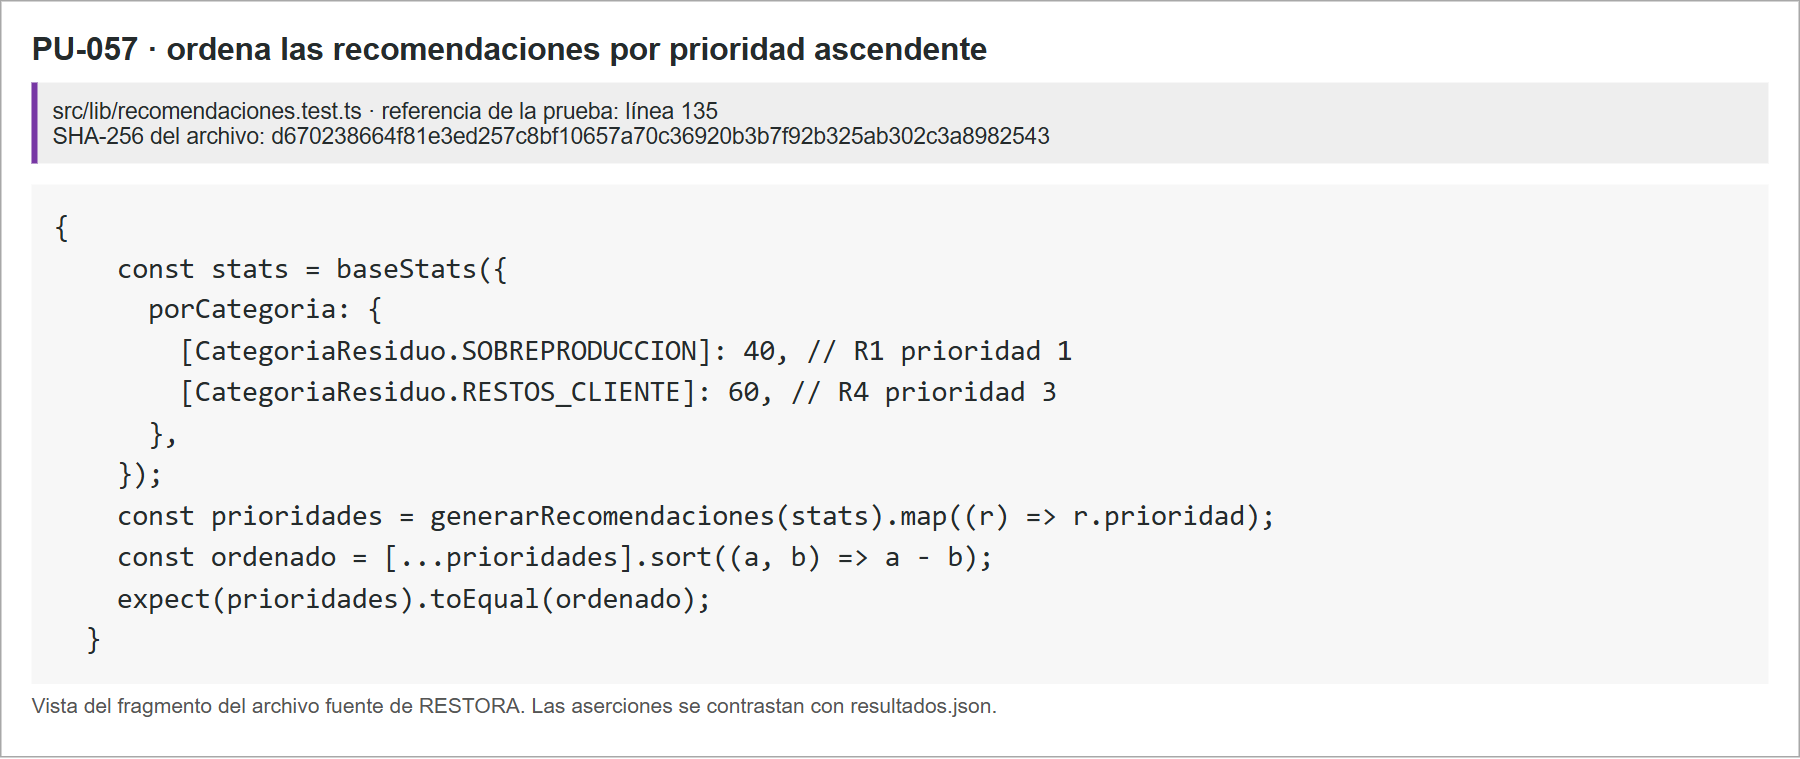 PU-057 · ordena las recomendaciones por prioridad ascendente
src/lib/recomendaciones.test.ts · referencia de la prueba: línea 135
SHA-256 del archivo: d670238664f81e3ed257c8bf10657a70c36920b3b7f92b325ab302c3a8982543
{
    const stats = baseStats({
      porCategoria: {
        [CategoriaResiduo.SOBREPRODUCCION]: 40, // R1 prioridad 1
        [CategoriaResiduo.RESTOS_CLIENTE]: 60, // R4 prioridad 3
      },
    });
    const prioridades = generarRecomendaciones(stats).map((r) => r.prioridad);
    const ordenado = [...prioridades].sort((a, b) => a - b);
    expect(prioridades).toEqual(ordenado);
  }
Vista del fragmento del archivo fuente de RESTORA. Las aserciones se contrastan con resultados.json.